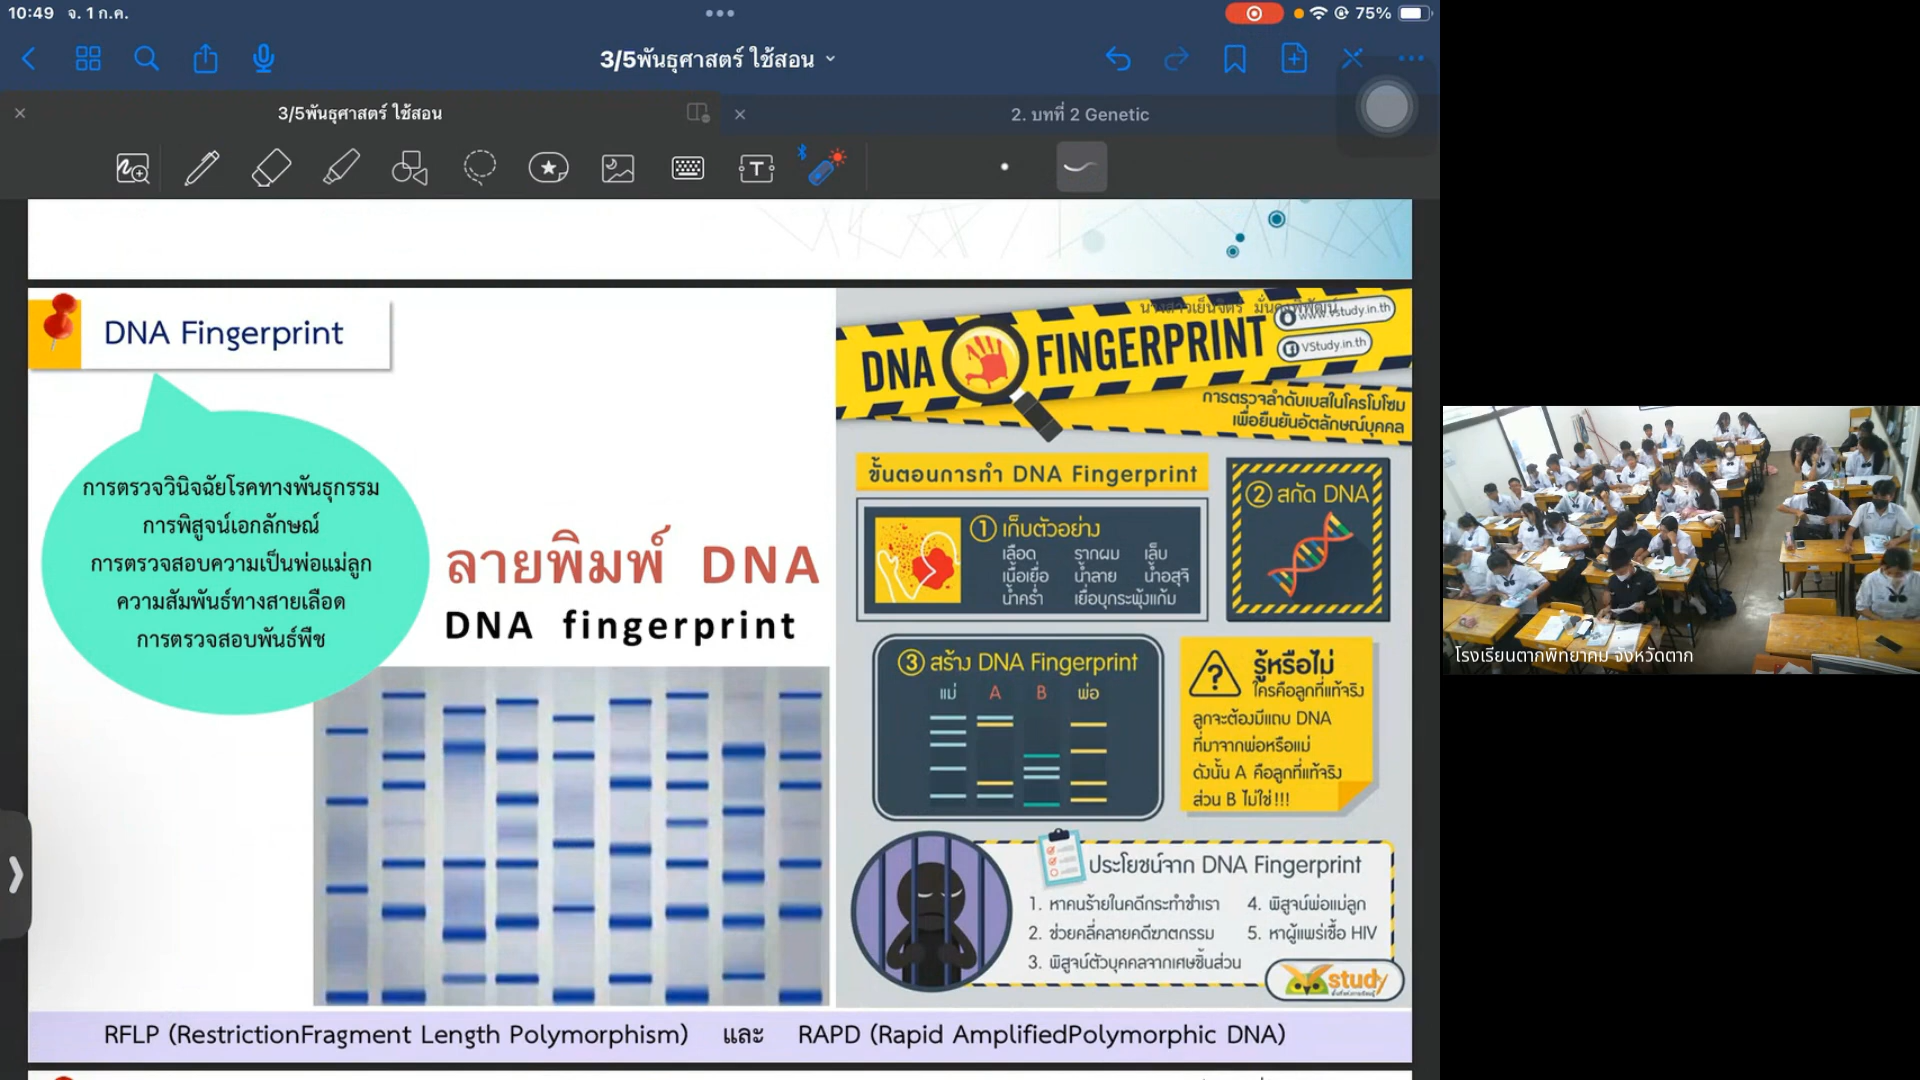 10:49 จ. 1 ก.ค.
75%
3/5พันธุศาสตร์ ใช้สอน
3/5พันธุศาสตร์ ใช้สอน
2. บทที่ 2 Genetic
DNA Fingerprint
การตรวจวินิจฉัยโรคทางพันธุกรรม
การพิสูจน์เอกลักษณ์
การตรวจสอบความเป็นพ่อแม่ลูก
ความสัมพันธ์ทางสายเลือด
การตรวจสอบพันธ์พืช
ลายพิมพ์ DNA
DNA fingerprint
นางสาวเย็นจิตร์
www.vstudy.in.th
VStudy.in.th
DNA FINGERPRINT
การตรวจลำดับเบสในโครโมโซม
เพื่อยืนยันอัตลักษณ์บุคคล
ขั้นตอนการทำ DNA Fingerprint
1 เก็บตัวอย่าง
เลือด รากผม เล็บ
เนื้อเยื่อ น้ำลาย น้ำอสุจิ
น้ำคร่ำ เยื่อบุกระพุ้งแก้ม
2 สกัด DNA
3 สร้าง DNA Fingerprint
แม่ A B พ่อ
? รู้หรือไม่
ใครคือลูกที่แท้จริง
ลูกจะต้องมีแถบ DNA
ที่มาจากพ่อหรือแม่
ดังนั้น A คือลูกที่แท้จริง
ส่วน B ไม่ใช่!!!
ประโยชน์จาก DNA Fingerprint
1. หาคนร้ายในคดีกระทำชำเรา
2. ช่วยคลี่คลายคดีฆาตกรรม
3. พิสูจน์ตัวบุคคลจากเศษชิ้นส่วน
4. พิสูจน์พ่อแม่ลูก
5. หาผู้แพร่เชื้อ HIV
study
RFLP (RestrictionFragment Length Polymorphism) และ RAPD (Rapid AmplifiedPolymorphic DNA)
โรงเรียนตากพิทยาคม จังหวัดตาก